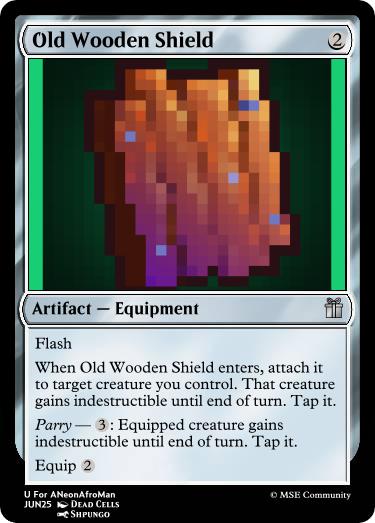 Old Wooden Shield 2
Artifact — Equipment
Flash
When Old Wooden Shield enters, attach it
to target creature you control. That creature
gains indestructible until end of turn. Tap it.
Parry — 3: Equipped creature gains
indestructible until end of turn. Tap it.
Equip 2
U For ANeonAfroMan
JUN25 Dead Cells
Shpungo
© MSE Community